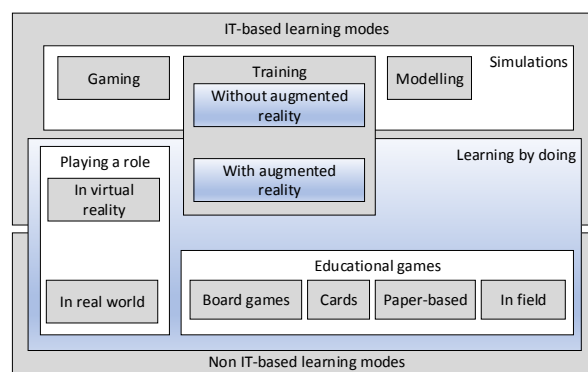 IT-based learning modes
Simulations
Gaming
Training
Modelling
Without augmented
reality
Learning by doing
Playing a role
In virtual
reality
With augmented
reality
Educational games
In real world
Board games
Cards
Paper-based
In field
Non IT-based learning modes